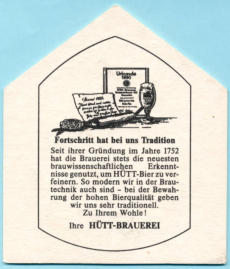 Urkunde
Fortschritt hat bei uns Tradition
Seit ihrer Gründung im Jahre 1752
hat die Brauerei stets die neuesten
brauwissenschaftlichen Erkennt-
nisse genutzt, um HÜTT-Bier zu ver-
feinern. So modern wir in der Brau-
technik auch sind - bei der Bewah-
rung der hohen Bierqualität geben
wir uns sehr traditionell.
Zu Ihrem Wohle!
Ihre HÜTT-BRAUEREI